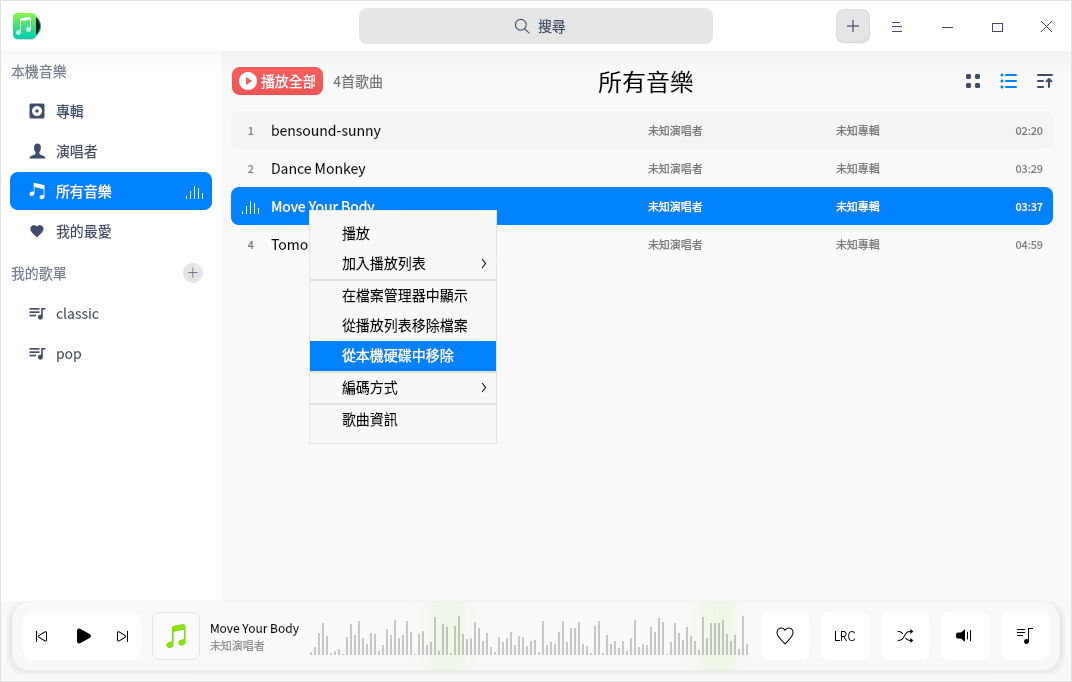 搜尋
本機音樂
專輯
演唱者
所有音樂
我的最愛
我的歌單
classic
pop
播放全部 4首歌曲 所有音樂
1 bensound-sunny 未知演唱者 未知專輯 02:20
2 Dance Monkey 未知演唱者 未知專輯 03:29
Move Your Body 未知演唱者 未知專輯 03:37
4 Tomo 未知演唱者 未知專輯 04:59
播放
加入播放列表
在檔案管理器中顯示
從播放列表移除檔案
從本機硬碟中移除
編碼方式
歌曲資訊
Move Your Body
未知演唱者
LRC